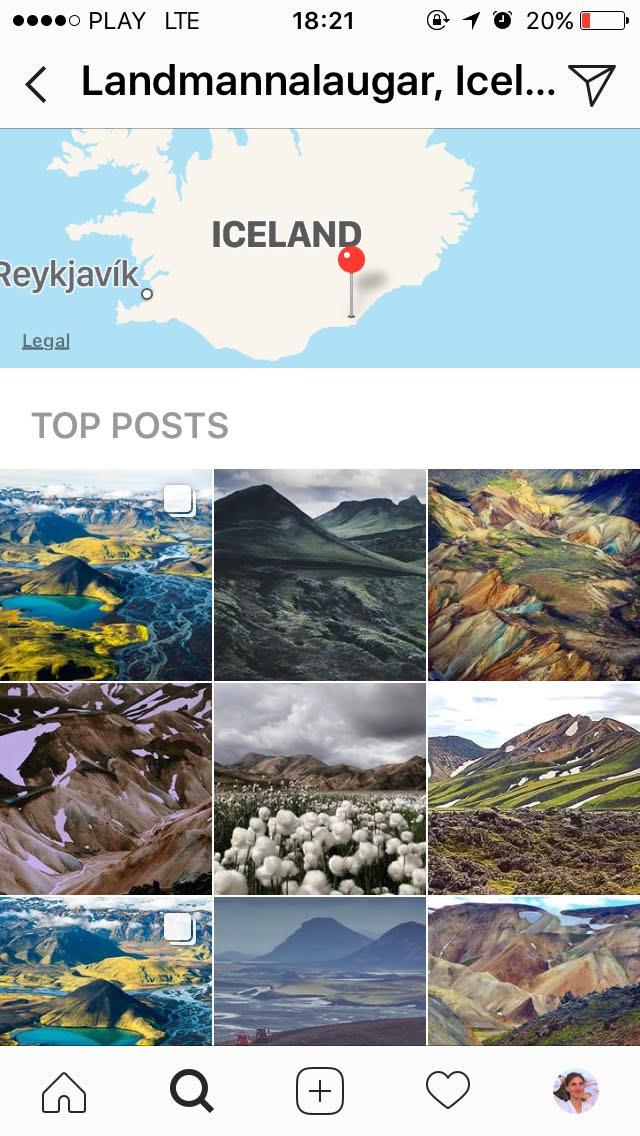 PLAY LTE 18:21 20%
Landmannalaugar, Icel...
ICELAND
Reykjavík
Legal
TOP POSTS